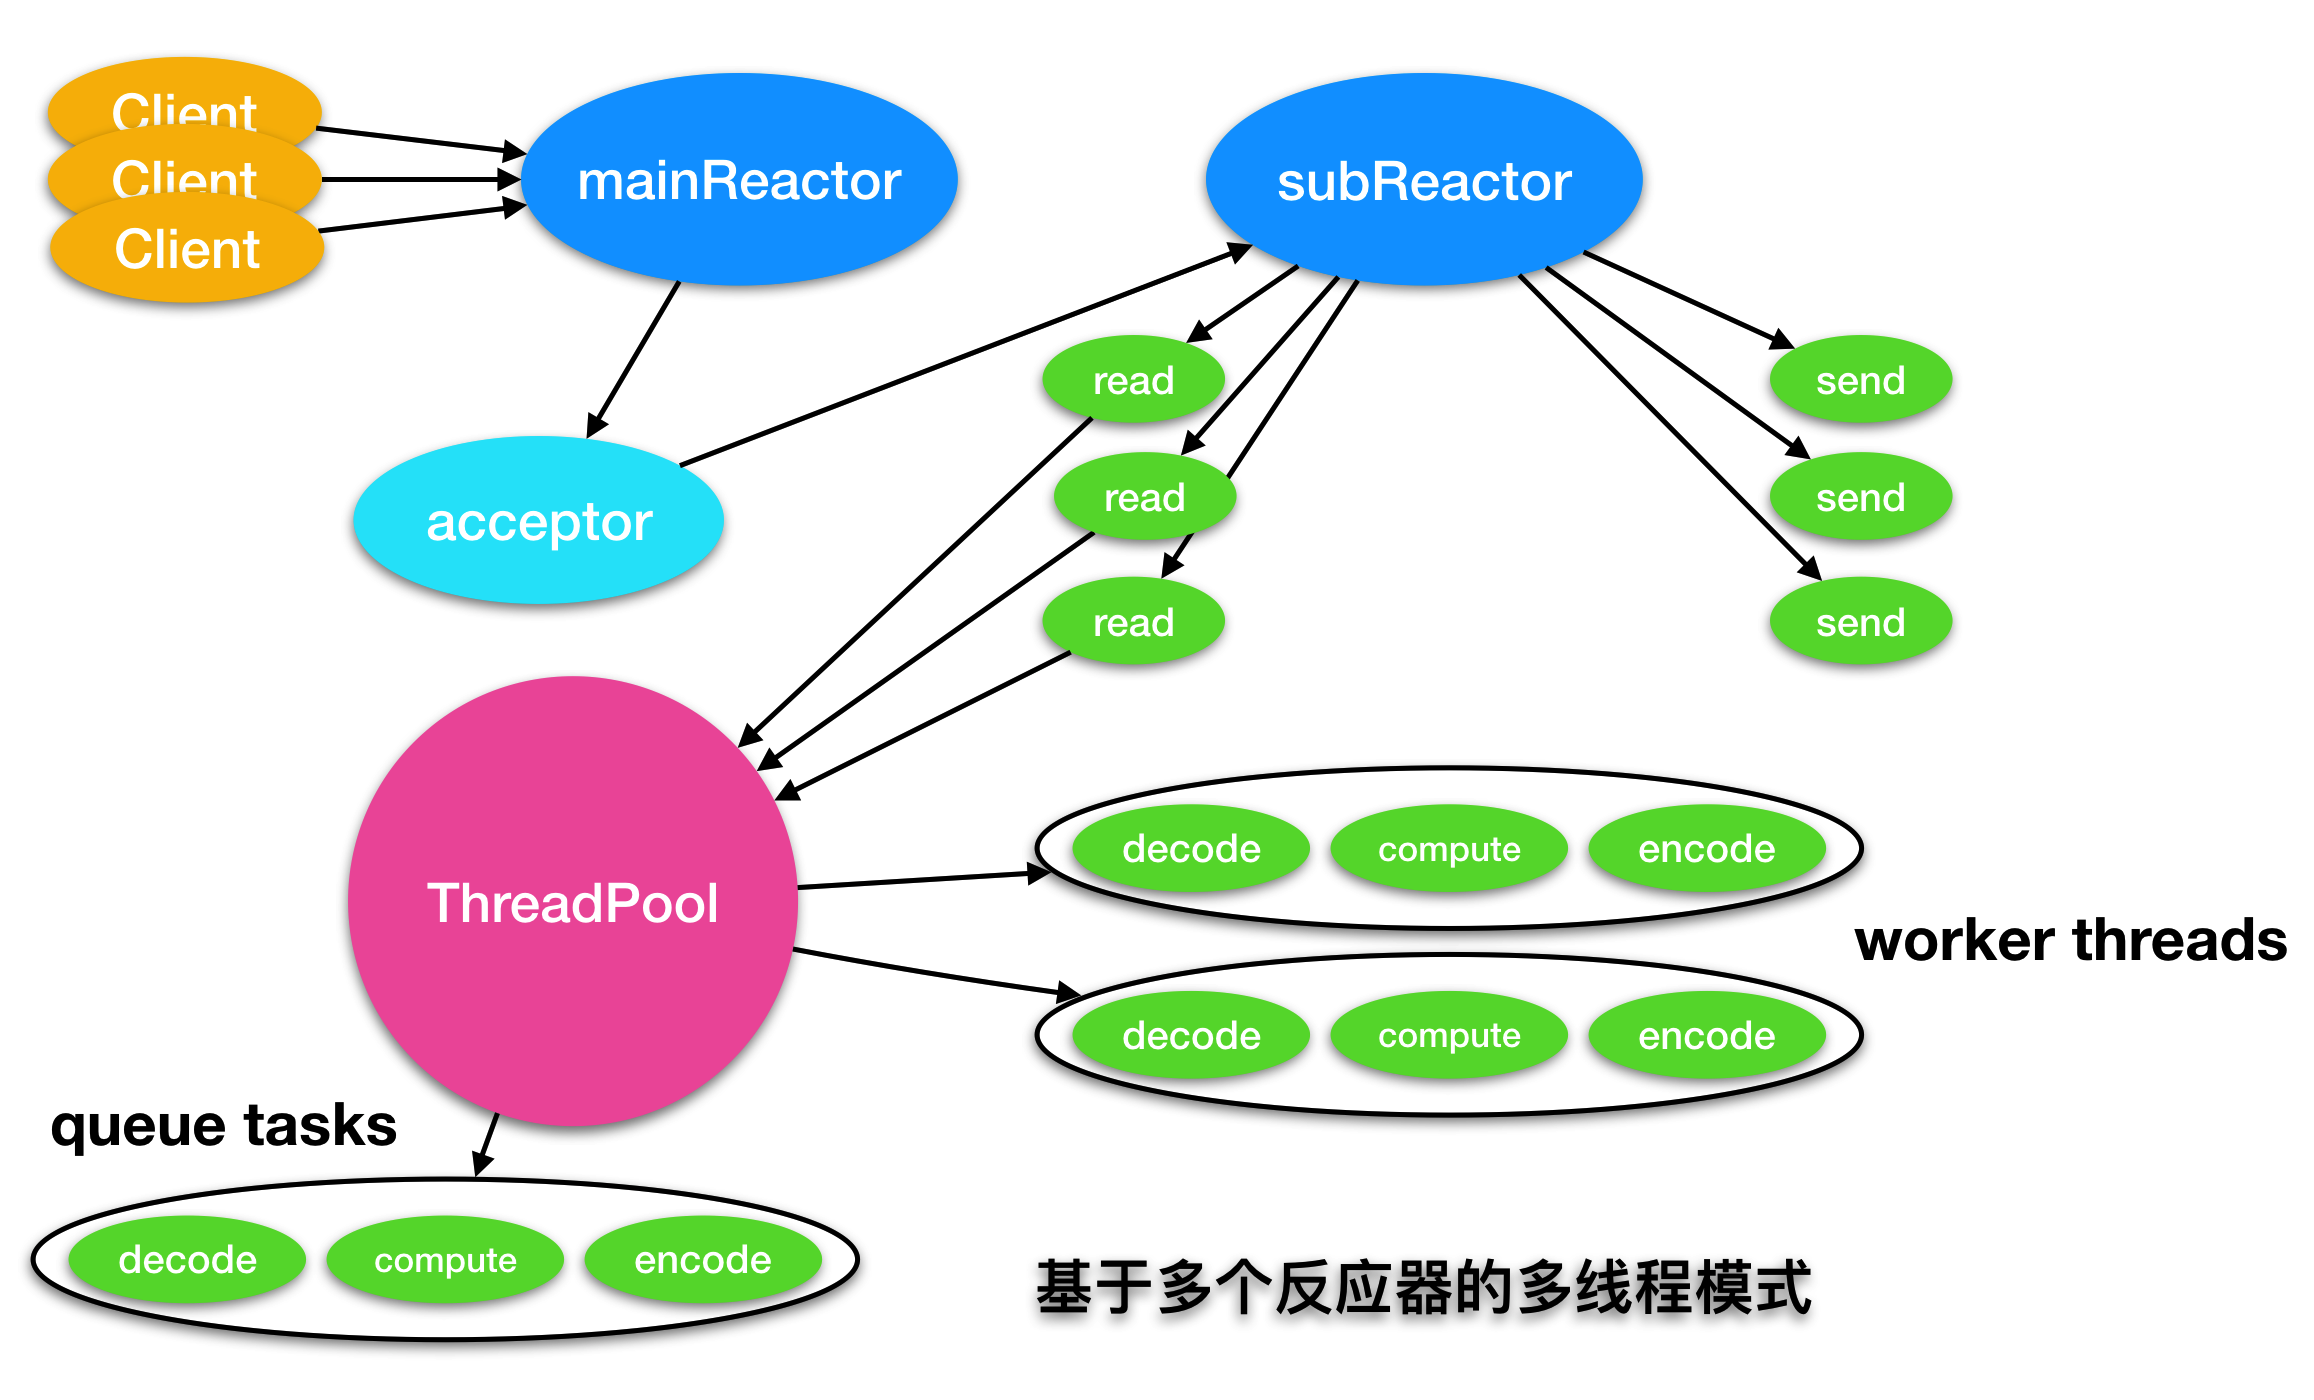 Client
Client
Client
mainReactor
subReactor
acceptor
read
read
read
send
send
send
ThreadPool
decode compute encode
worker threads
decode compute encode
queue tasks
decode compute encode
基于多个反应器的多线程模式